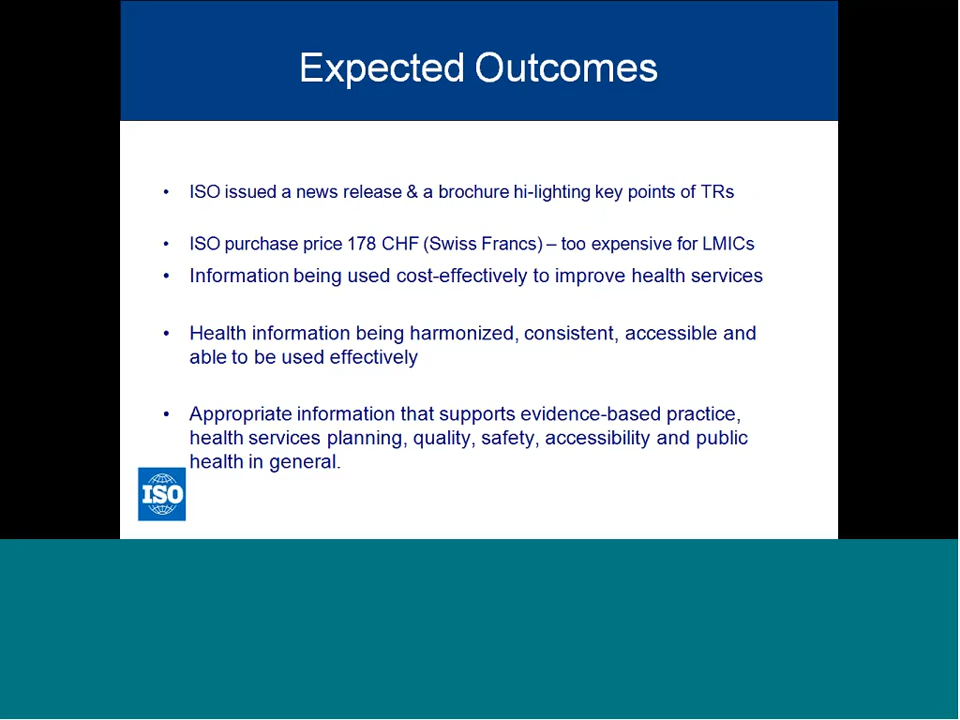 Expected Outcomes
• ISO issued a news release & a brochure hi-lighting key points of TRs
• ISO purchase price 178 CHF (Swiss Francs) – too expensive for LMICs
• Information being used cost-effectively to improve health services
• Health information being harmonized, consistent, accessible and
able to be used effectively
• Appropriate information that supports evidence-based practice,
health services planning, quality, safety, accessibility and public
health in general.
ISO